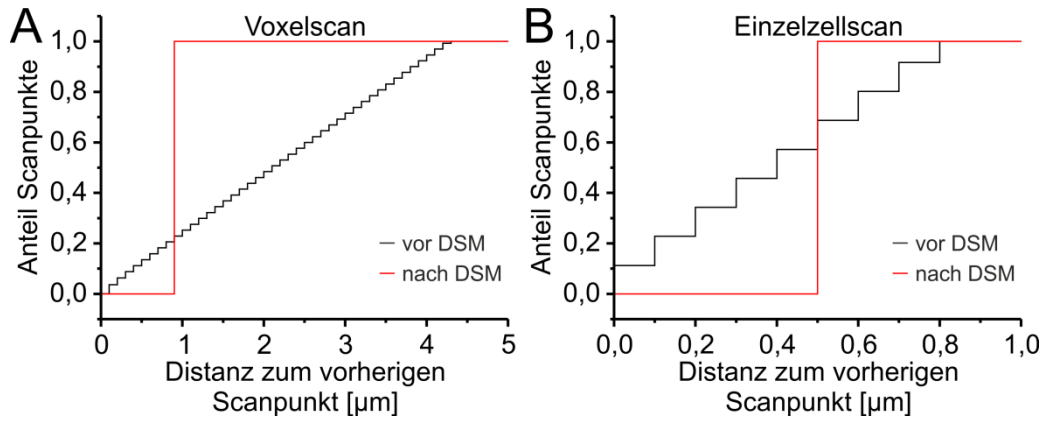 A
Voxelscan
Anteil Scanpunkte
1,0
0,8
0,6
0,4
0,2
0,0
vor DSM
nach DSM
0 1 2 3 4 5
Distanz zum vorherigen
Scanpunkt [µm]
B
Einzelzellscan
Anteil Scanpunkte
1,0
0,8
0,6
0,4
0,2
0,0
vor DSM
nach DSM
0,0 0,2 0,4 0,6 0,8 1,0
Distanz zum vorherigen
Scanpunkt [µm]